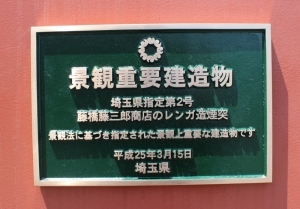 景観重要建造物
埼玉県指定第2号
藤橋藤三郎商店のレンガ造煙突
景観法に基づき指定された景観上重要な建造物です
平成25年3月15日
埼玉県